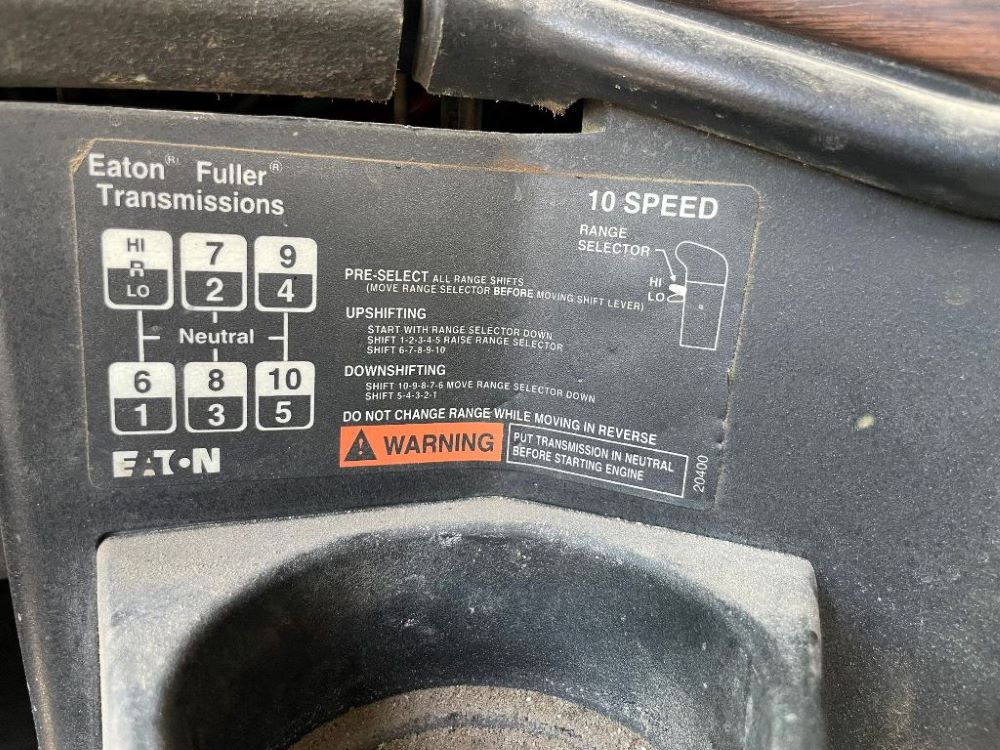 Eaton(R) Fuller(R)
Transmissions
10 SPEED
RANGE
SELECTOR
HI
LO
HI
R
LO
7
2
9
4
Neutral
6
1
8
3
10
5
EATON
PRE-SELECT ALL RANGE SHIFTS
(MOVE RANGE SELECTOR BEFORE MOVING SHIFT LEVER)
UPSHIFTING
START WITH RANGE SELECTOR DOWN
SHIFT 1-2-3-4-5 RAISE RANGE SELECTOR
SHIFT 6-7-8-9-10
DOWNSHIFTING
SHIFT 10-9-8-7-6 MOVE RANGE SELECTOR DOWN
SHIFT 5-4-3-2-1
DO NOT CHANGE RANGE WHILE MOVING IN REVERSE
WARNING
PUT TRANSMISSION IN NEUTRAL
BEFORE STARTING ENGINE
20400